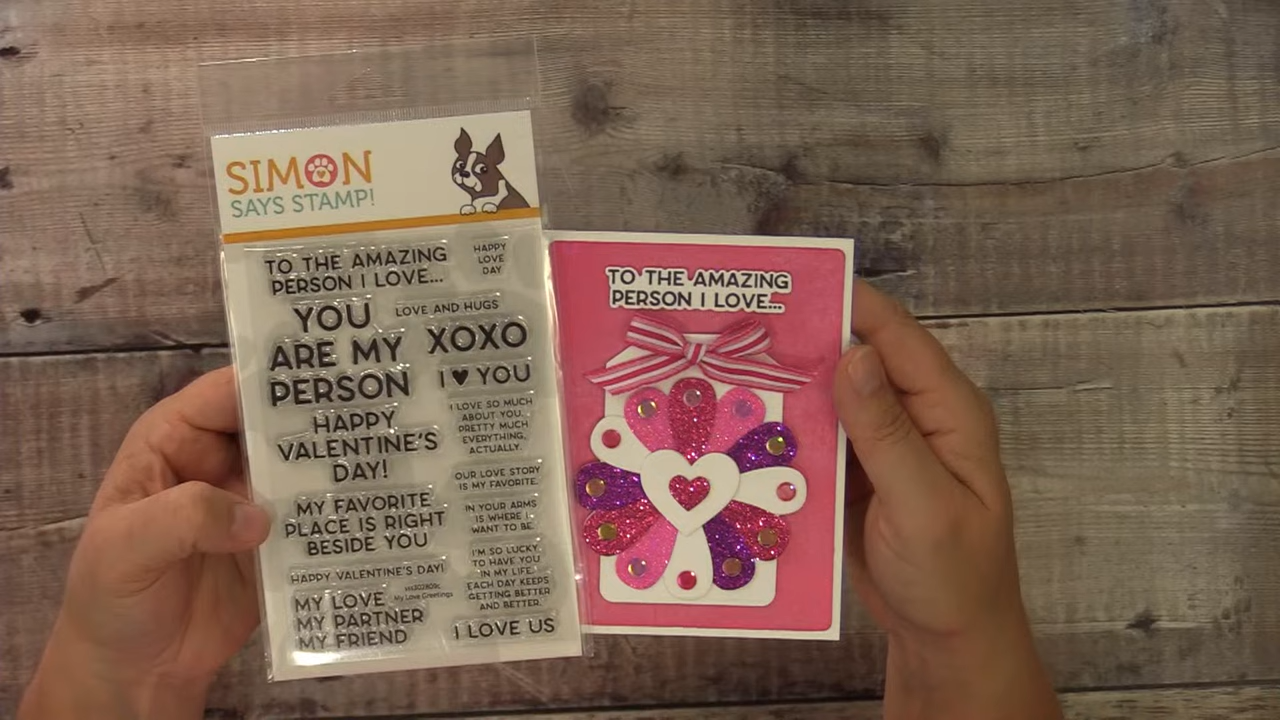 SIMON
SAYS STAMP!
TO THE AMAZING
PERSON I LOVE...
HAPPY
LOVE
DAY
YOU
ARE MY
PERSON
LOVE AND HUGS
XOXO
I ♥ YOU
HAPPY
VALENTINE'S
DAY!
I LOVE SO MUCH
ABOUT YOU.
PRETTY MUCH
EVERYTHING,
ACTUALLY.
OUR LOVE STORY
IS MY FAVORITE.
MY FAVORITE
PLACE IS RIGHT
BESIDE YOU
IN YOUR ARMS
IS WHERE I
WANT TO BE.
HAPPY VALENTINE'S DAY!
I'M SO LUCKY
TO HAVE YOU
IN MY LIFE.
EACH DAY KEEPS
GETTING BETTER
AND BETTER.
MY LOVE
MY PARTNER
MY FRIEND
My Love Greetings
I LOVE US
TO THE AMAZING
PERSON I LOVE...